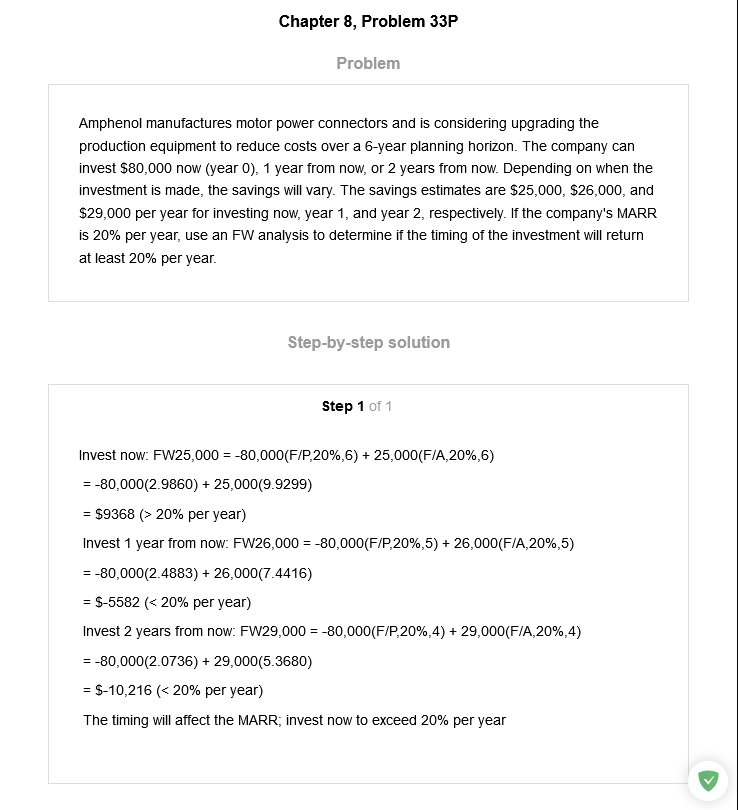 Chapter 8, Problem 33P
Problem
Amphenol manufactures motor power connectors and is considering upgrading the
production equipment to reduce costs over a 6-year planning horizon. The company can
invest $80,000 now (year 0), 1 year from now, or 2 years from now. Depending on when the
investment is made, the savings will vary. The savings estimates are $25,000, $26,000, and
$29,000 per year for investing now, year 1, and year 2, respectively. If the company's MARR
is 20% per year, use an FW analysis to determine if the timing of the investment will return
at least 20% per year.
Step-by-step solution
Step 1 of 1
Invest now: FW25,000 = -80,000(F/P,20%,6) + 25,000(F/A,20%,6)
= -80,000(2.9860) + 25,000(9.9299)
= $9368 (> 20% per year)
Invest 1 year from now: FW26,000 = -80,000(F/P,20%,5) + 26,000(F/A,20%,5)
= -80,000(2.4883) + 26,000(7.4416)
= $-5582 (< 20% per year)
Invest 2 years from now: FW29,000 = -80,000(F/P,20%,4) + 29,000(F/A,20%,4)
= -80,000(2.0736) + 29,000(5.3680)
= $-10,216 (< 20% per year)
The timing will affect the MARR; invest now to exceed 20% per year